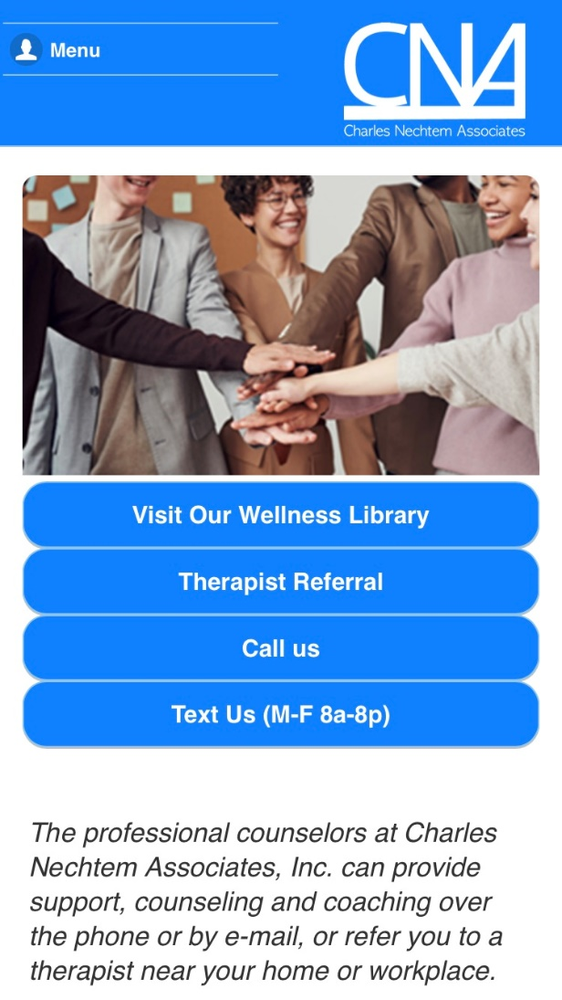 Menu
CNA
Charles Nechtem Associates
Visit Our Wellness Library
Therapist Referral
Call us
Text Us (M-F 8a-8p)
The professional counselors at Charles
Nechtem Associates, Inc. can provide
support, counseling and coaching over
the phone or by e-mail, or refer you to a
therapist near your home or workplace.